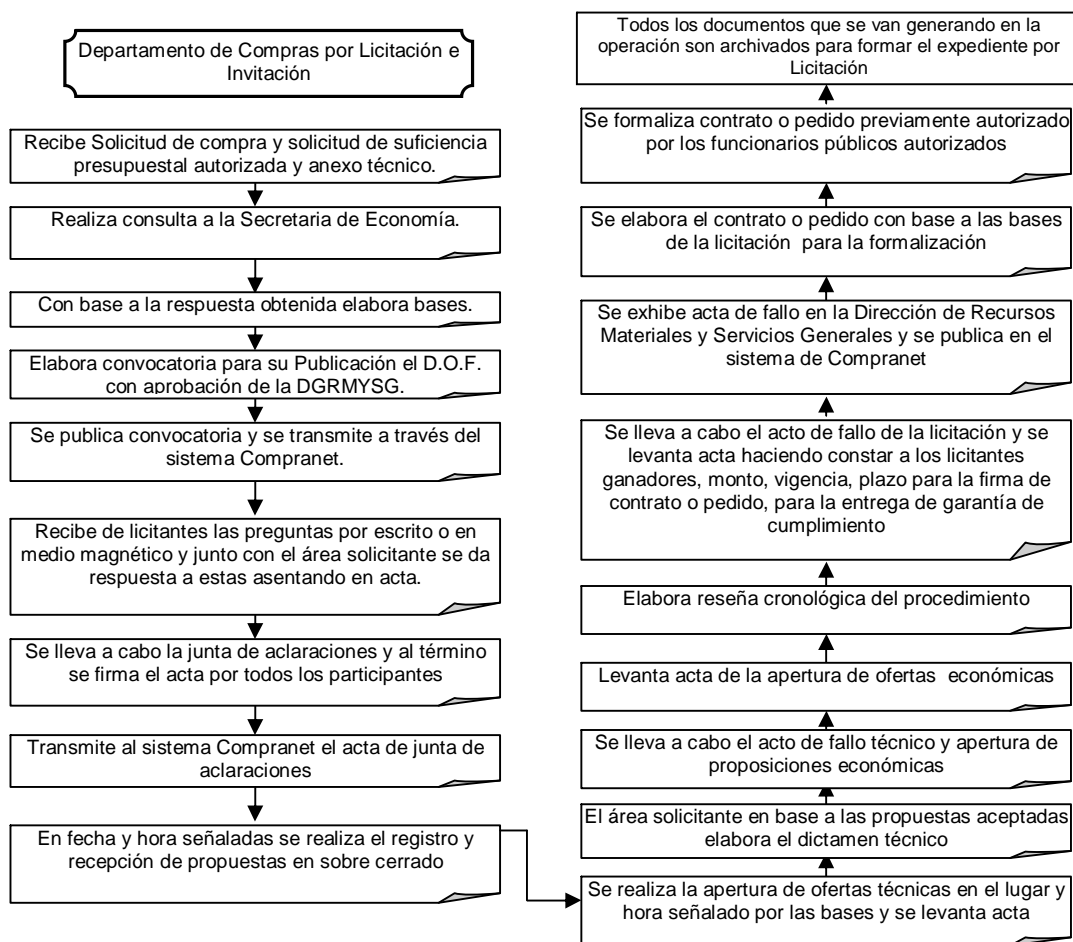 Departamento de Compras por Licitación e
Invitación
Recibe Solicitud de compra y solicitud de suficiencia
presupuestal autorizada y anexo técnico.
Realiza consulta a la Secretaria de Economía.
Con base a la respuesta obtenida elabora bases.
Elabora convocatoria para su Publicación el D.O.F.
con aprobación de la DGRMYSG.
Se publica convocatoria y se transmite a través del
sistema Compranet.
Recibe de licitantes las preguntas por escrito o en
medio magnético y junto con el área solicitante se da
respuesta a estas asentando en acta.
Se lleva a cabo la junta de aclaraciones y al término
se firma el acta por todos los participantes
Transmite al sistema Compranet el acta de junta de
aclaraciones
En fecha y hora señaladas se realiza el registro y
recepción de propuestas en sobre cerrado
Se realiza la apertura de ofertas técnicas en el lugar y
hora señalado por las bases y se levanta acta
El área solicitante en base a las propuestas aceptadas
elabora el dictamen técnico
Se lleva a cabo el acto de fallo técnico y apertura de
proposiciones económicas
Levanta acta de la apertura de ofertas económicas
Elabora reseña cronológica del procedimiento
Se lleva a cabo el acto de fallo de la licitación y se
levanta acta haciendo constar a los licitantes
ganadores, monto, vigencia, plazo para la firma de
contrato o pedido, para la entrega de garantía de
cumplimiento
Se exhibe acta de fallo en la Dirección de Recursos
Materiales y Servicios Generales y se publica en el
sistema de Compranet
Se elabora el contrato o pedido con base a las bases
de la licitación para la formalización
Se formaliza contrato o pedido previamente autorizado
por los funcionarios públicos autorizados
Todos los documentos que se van generando en la
operación son archivados para formar el expediente por
Licitación